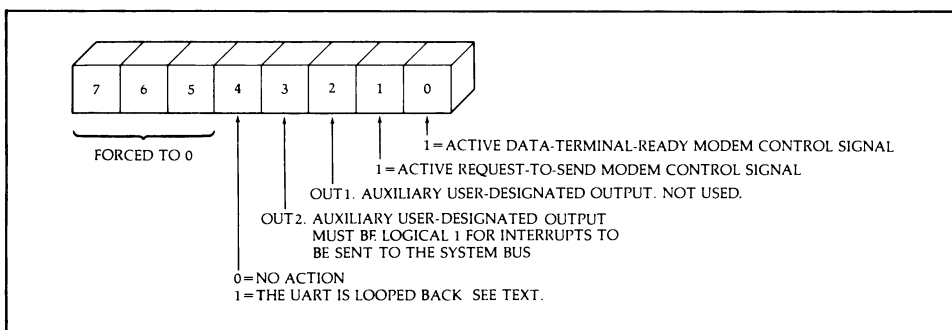 7 6 5 4 3 2 1 0
FORCED TO 0
1=ACTIVE DATA-TERMINAL-READY MODEM CONTROL SIGNAL
1=ACTIVE REQUEST-TO-SEND MODEM CONTROL SIGNAL
OUT1. AUXILIARY USER-DESIGNATED OUTPUT. NOT USED.
OUT2. AUXILIARY USER-DESIGNATED OUTPUT
MUST BE LOGICAL 1 FOR INTERRUPTS TO
BE SENT TO THE SYSTEM BUS
0=NO ACTION
1=THE UART IS LOOPED BACK SEE TEXT.